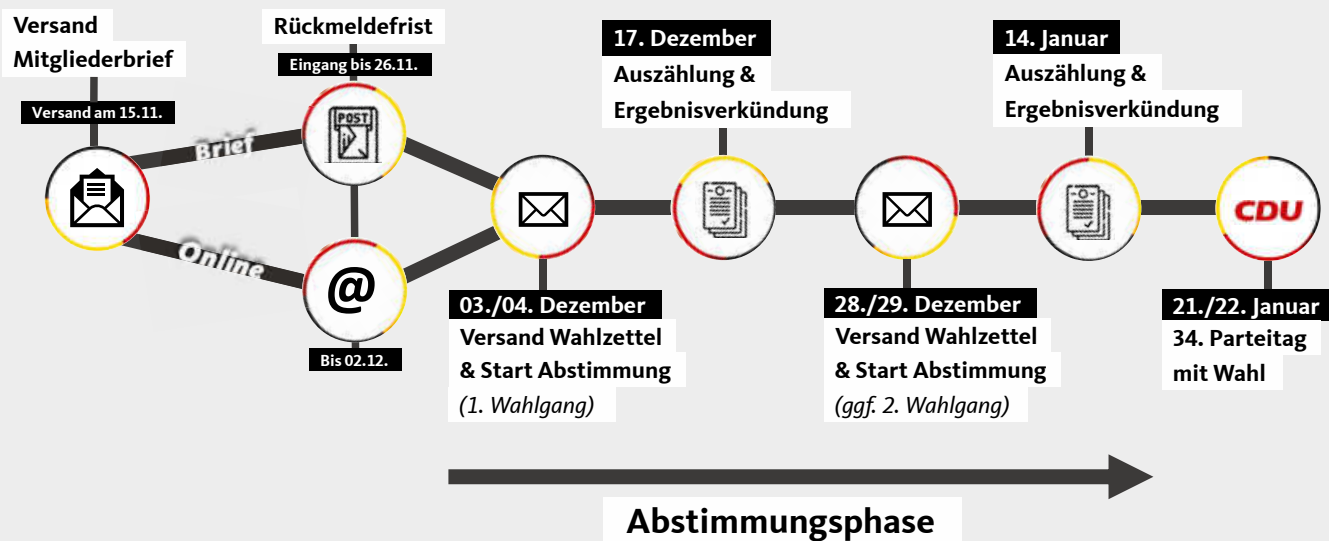 Versand
Mitgliederbrief
Versand am 15.11.
Brief
Online
Rückmeldefrist
Eingang bis 26.11.
POST
@
Bis 02.12.
03./04. Dezember
Versand Wahlzettel
& Start Abstimmung
(1. Wahlgang)
17. Dezember
Auszählung &
Ergebnisverkündung
28./29. Dezember
Versand Wahlzettel
& Start Abstimmung
(ggf. 2. Wahlgang)
14. Januar
Auszählung &
Ergebnisverkündung
CDU
21./22. Januar
34. Parteitag
mit Wahl
Abstimmungsphase